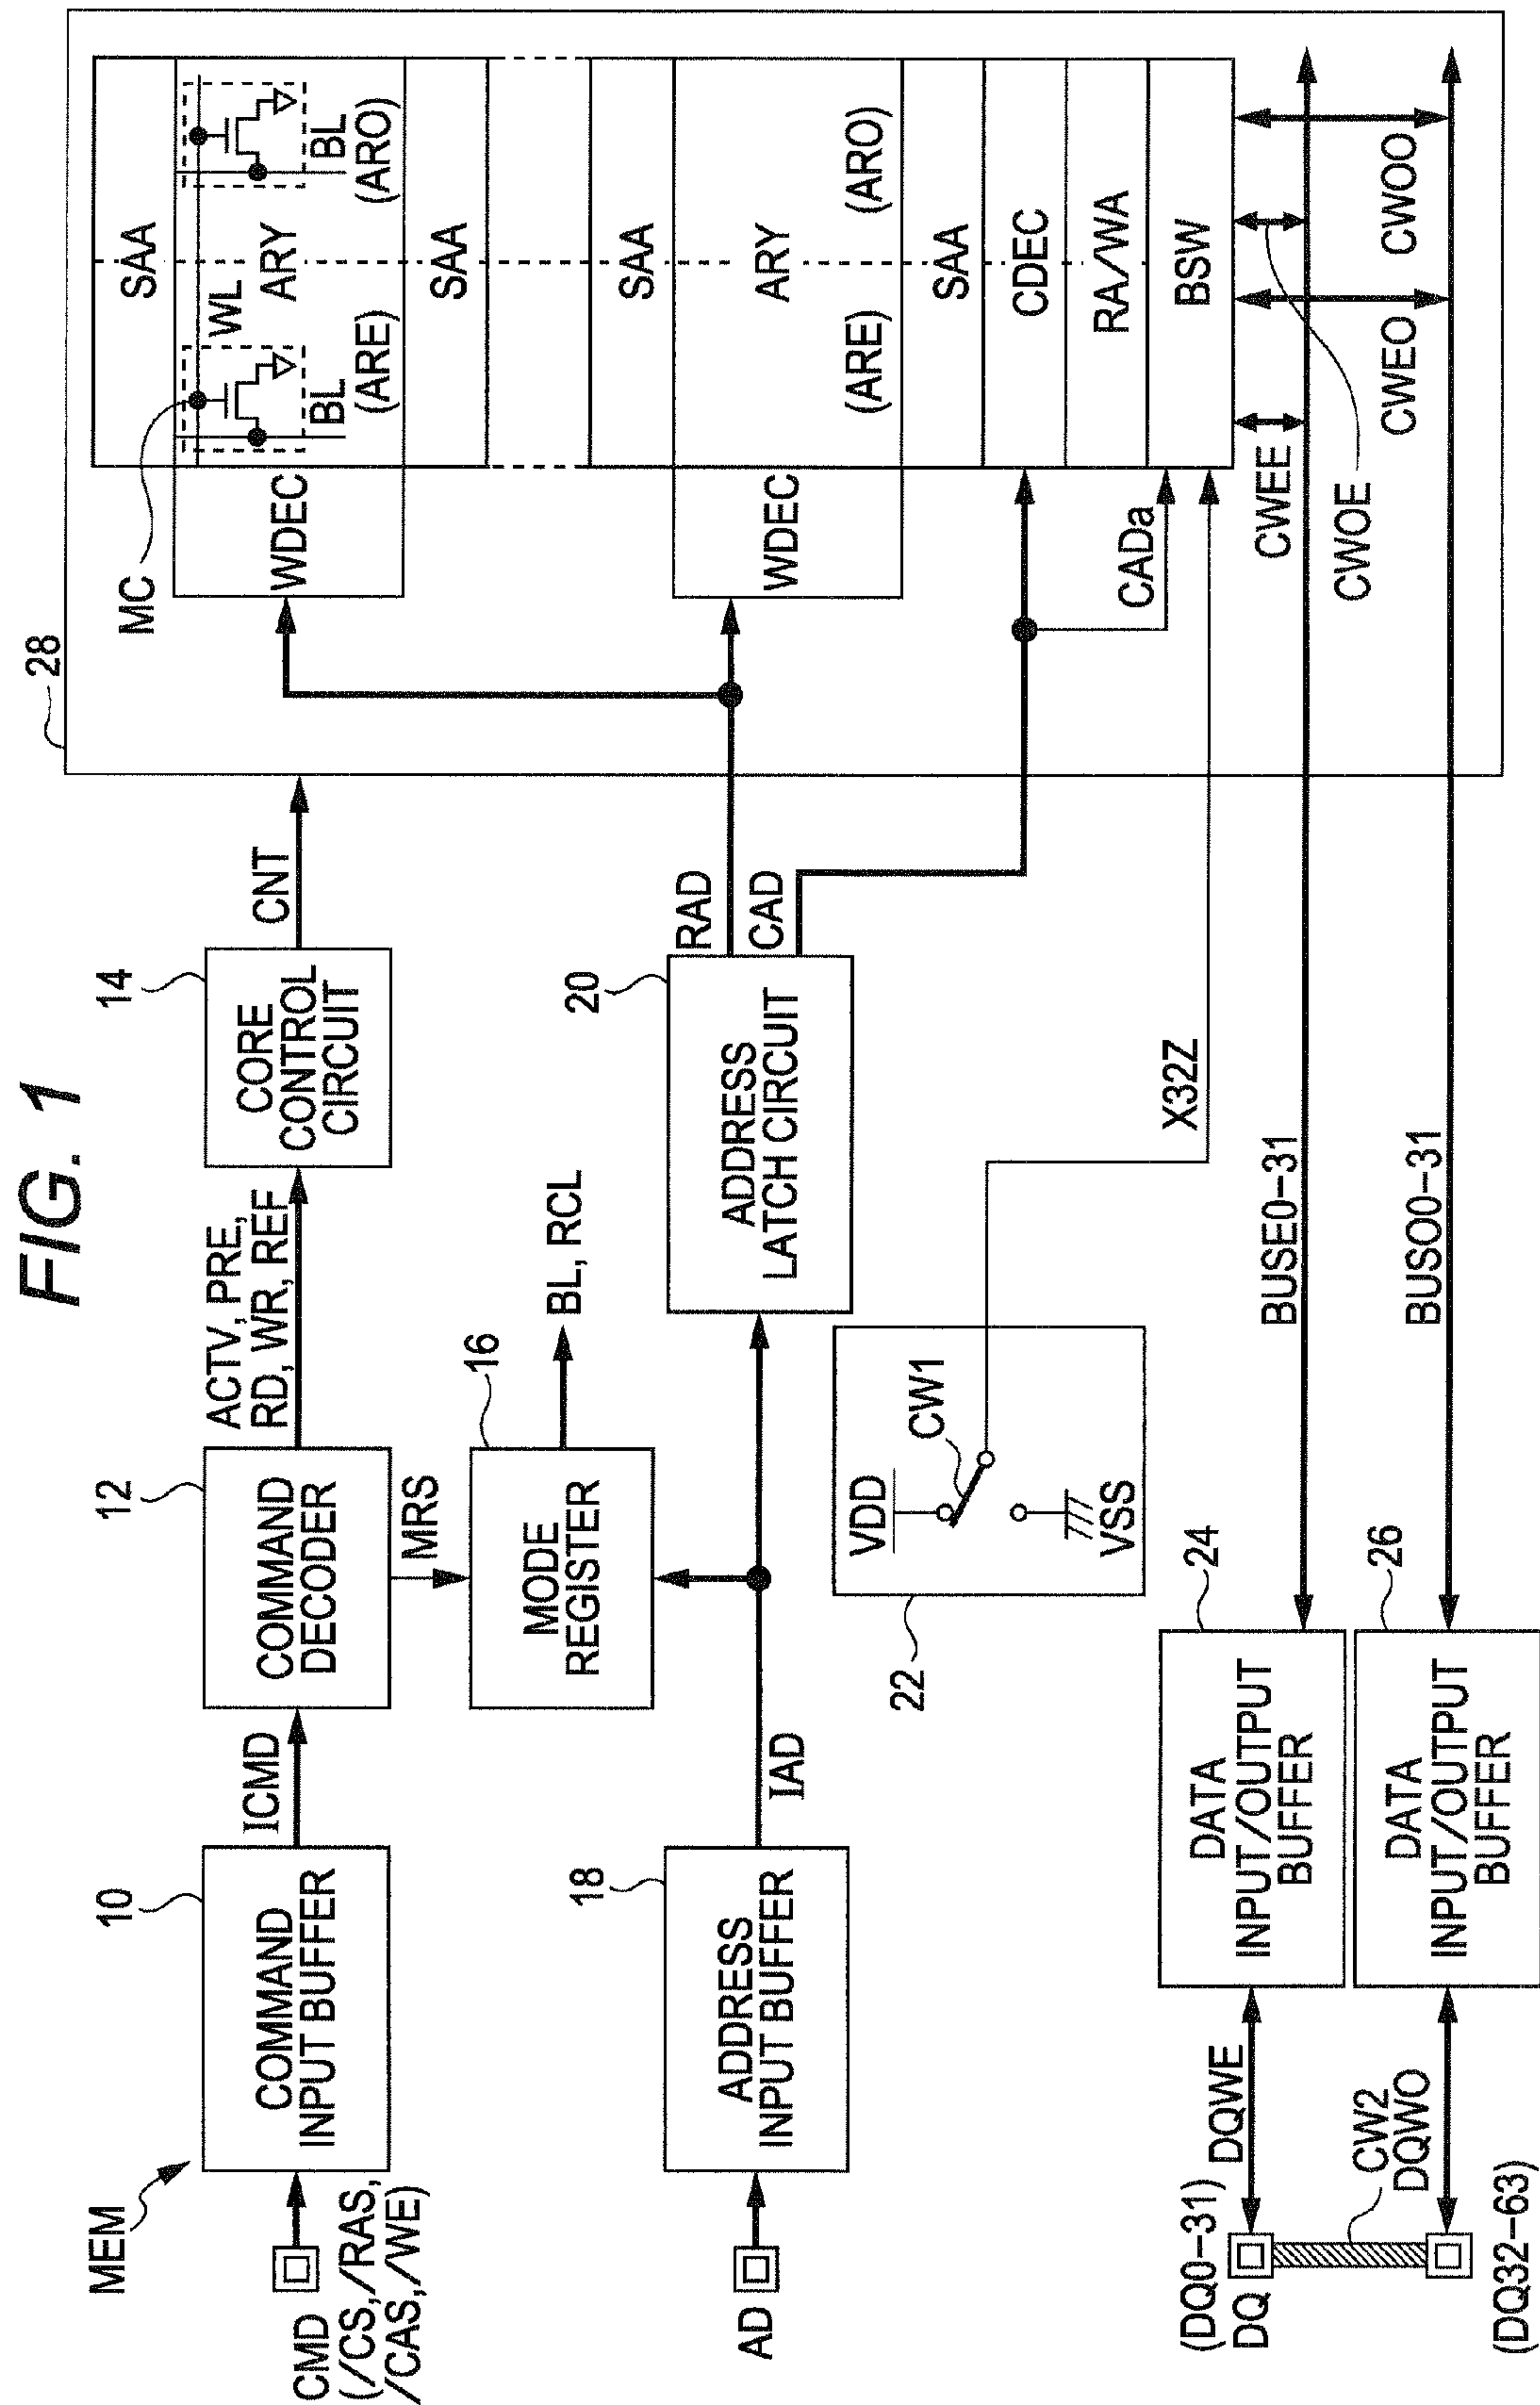 FIG. 1
MEM
CMD
(/CS,/RAS,
/CAS,/WE)
10
COMMAND
INPUT BUFFER
ICMD
12
COMMAND
DECODER
ACTV, PRE,
RD, WR, REF
14
CORE
CONTROL
CIRCUIT
CNT
28
MRS
16
MODE
REGISTER
BL, RCL
AD
18
ADDRESS
INPUT BUFFER
IAD
20
ADDRESS
LATCH CIRCUIT
RAD
CAD
22
VDD
CW1
VSS
X32Z
MC
WDEC
SAA
WL
BL
BL
ARY
(ARE)
(ARO)
SAA
SAA
WDEC
ARY
(ARE)
(ARO)
SAA
CDEC
RA/WA
BSW
CADa
CWEE
CWOE
CWEO
CWOO
(DQ0-31)
DQ
DQWE
24
DATA
INPUT/OUTPUT
BUFFER
BUSE0-31
CW2
DQWO
(DQ32-63)
26
DATA
INPUT/OUTPUT
BUFFER
BUSO0-31